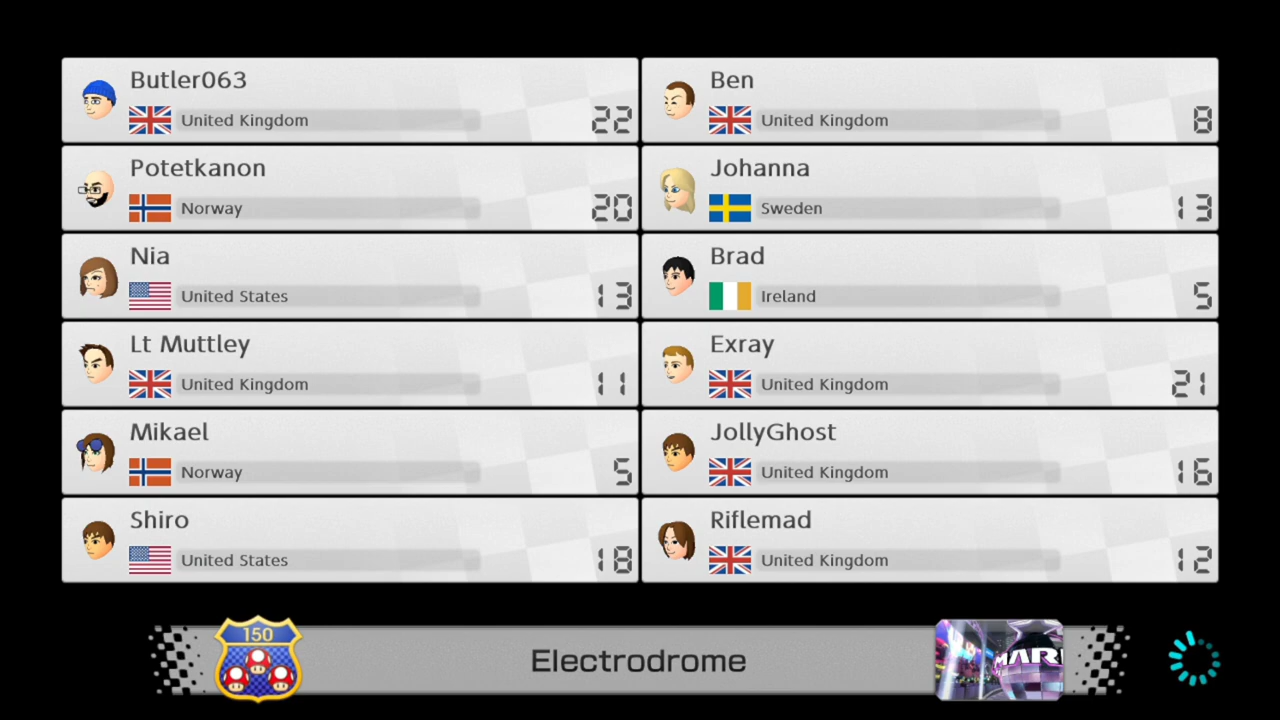 Butler063
United Kingdom
22
Ben
United Kingdom
8
Potetkanon
Norway
20
Johanna
Sweden
13
Nia
United States
13
Brad
Ireland
5
Lt Muttley
United Kingdom
11
Exray
United Kingdom
21
Mikael
Norway
5
JollyGhost
United Kingdom
16
Shiro
United States
18
Riflemad
United Kingdom
12
150
Electrodrome
MARI